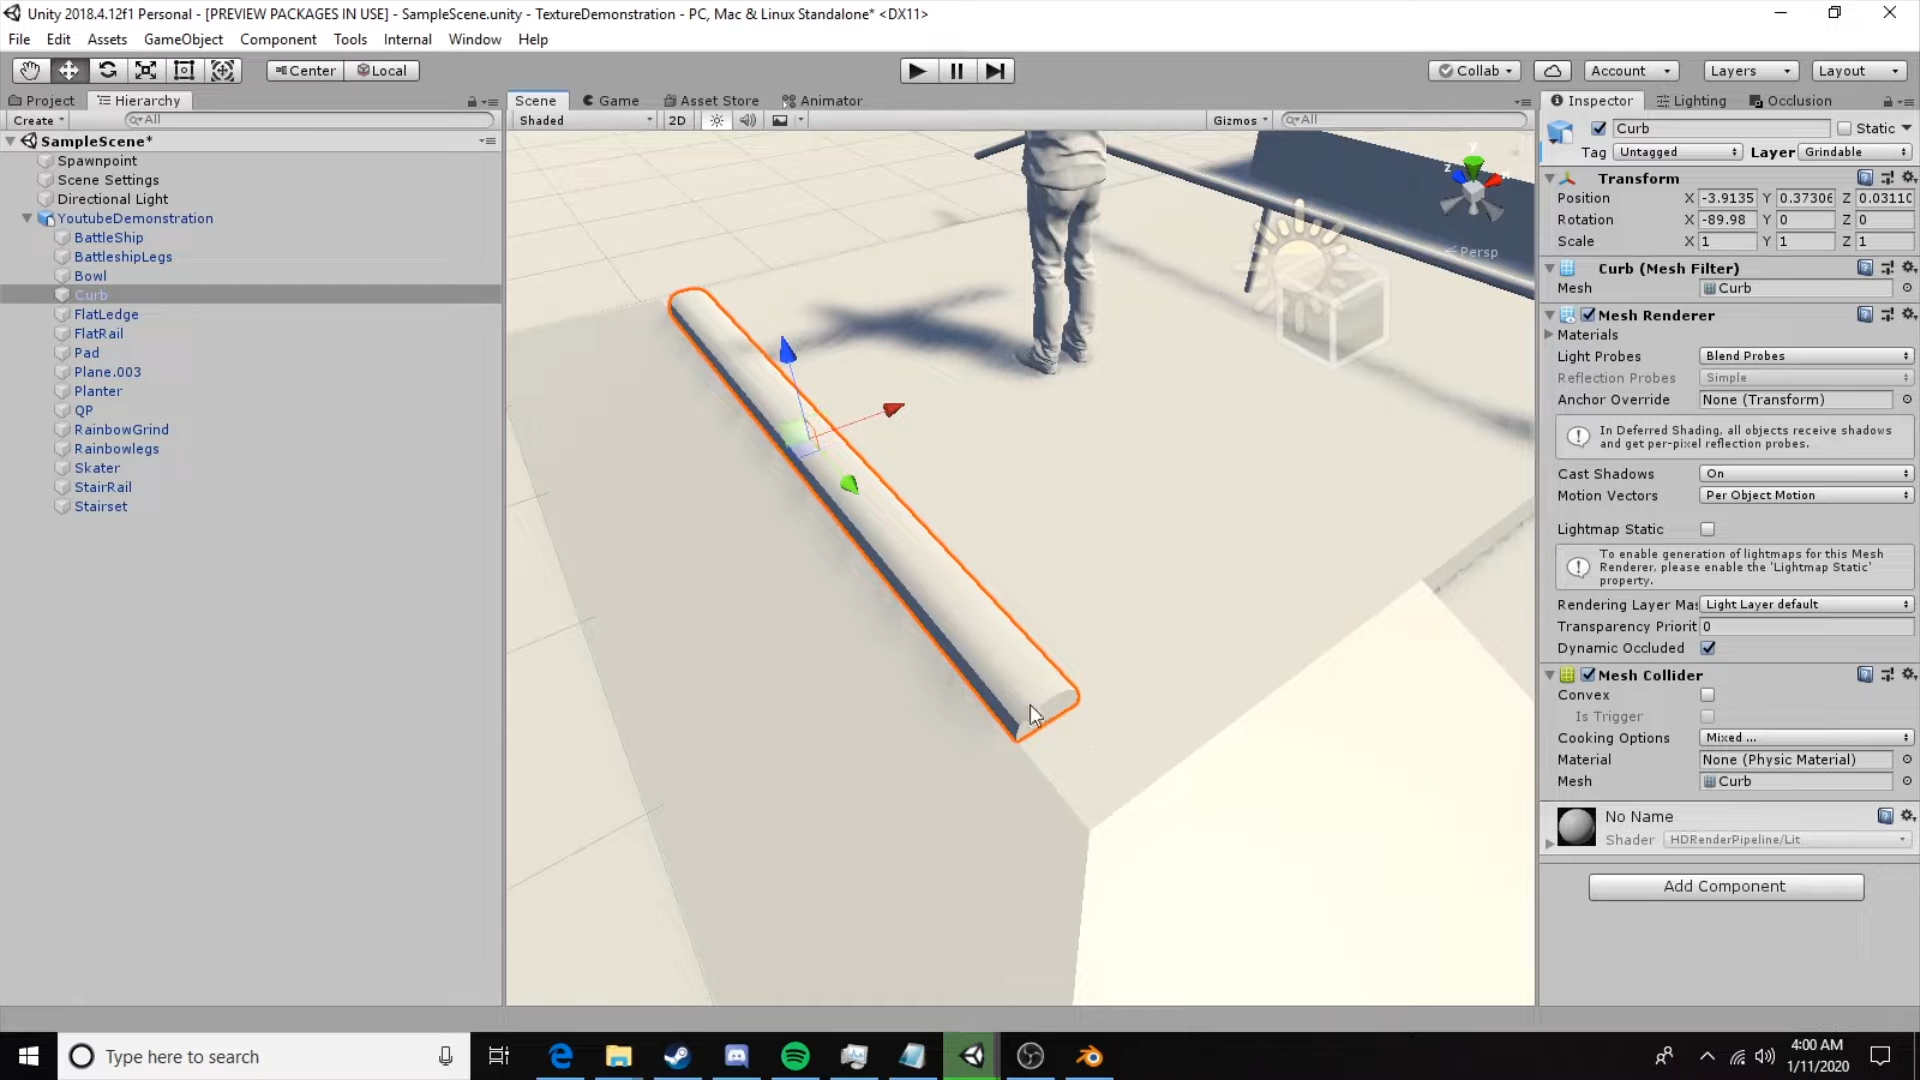 Unity 2018.4.12f1 Personal - [PREVIEW PACKAGES IN USE] - SampleScene.unity - TextureDemonstration - PC, Mac & Linux Standalone* <DX11>
File Edit Assets GameObject Component Tools Internal Window Help
Center Local Collab Account Layers Layout
Project Hierarchy Scene Game Asset Store Animator Inspector Lighting Occlusion
Create All Shaded 2D Gizmos All
SampleScene*
Spawnpoint
Scene Settings
Directional Light
YoutubeDemonstration
BattleShip
BattleshipLegs
Bowl
Curb
FlatLedge
FlatRail
Pad
Plane.003
Planter
QP
RainbowGrind
Rainbowlegs
Skater
StairRail
Stairset
y
z
Persp
Curb Static
Tag Untagged Layer Grindable
Transform
Position X -3.9135 Y 0.37306 Z 0.0311
Rotation X -89.98 Y 0 Z 0
Scale X 1 Y 1 Z 1
Curb (Mesh Filter)
Mesh Curb
Mesh Renderer
Materials
Light Probes Blend Probes
Reflection Probes Simple
Anchor Override None (Transform)
In Deferred Shading, all objects receive shadows
and get per-pixel reflection probes.
Cast Shadows On
Motion Vectors Per Object Motion
Lightmap Static
To enable generation of lightmaps for this Mesh
Renderer, please enable the 'Lightmap Static'
property.
Rendering Layer Mas Light Layer default
Transparency Priorit 0
Dynamic Occluded
Mesh Collider
Convex
Is Trigger
Cooking Options Mixed ...
Material None (Physic Material)
Mesh Curb
No Name
Shader HDRenderPipeline/Lit
Add Component
Type here to search
4:00 AM
1/11/2020